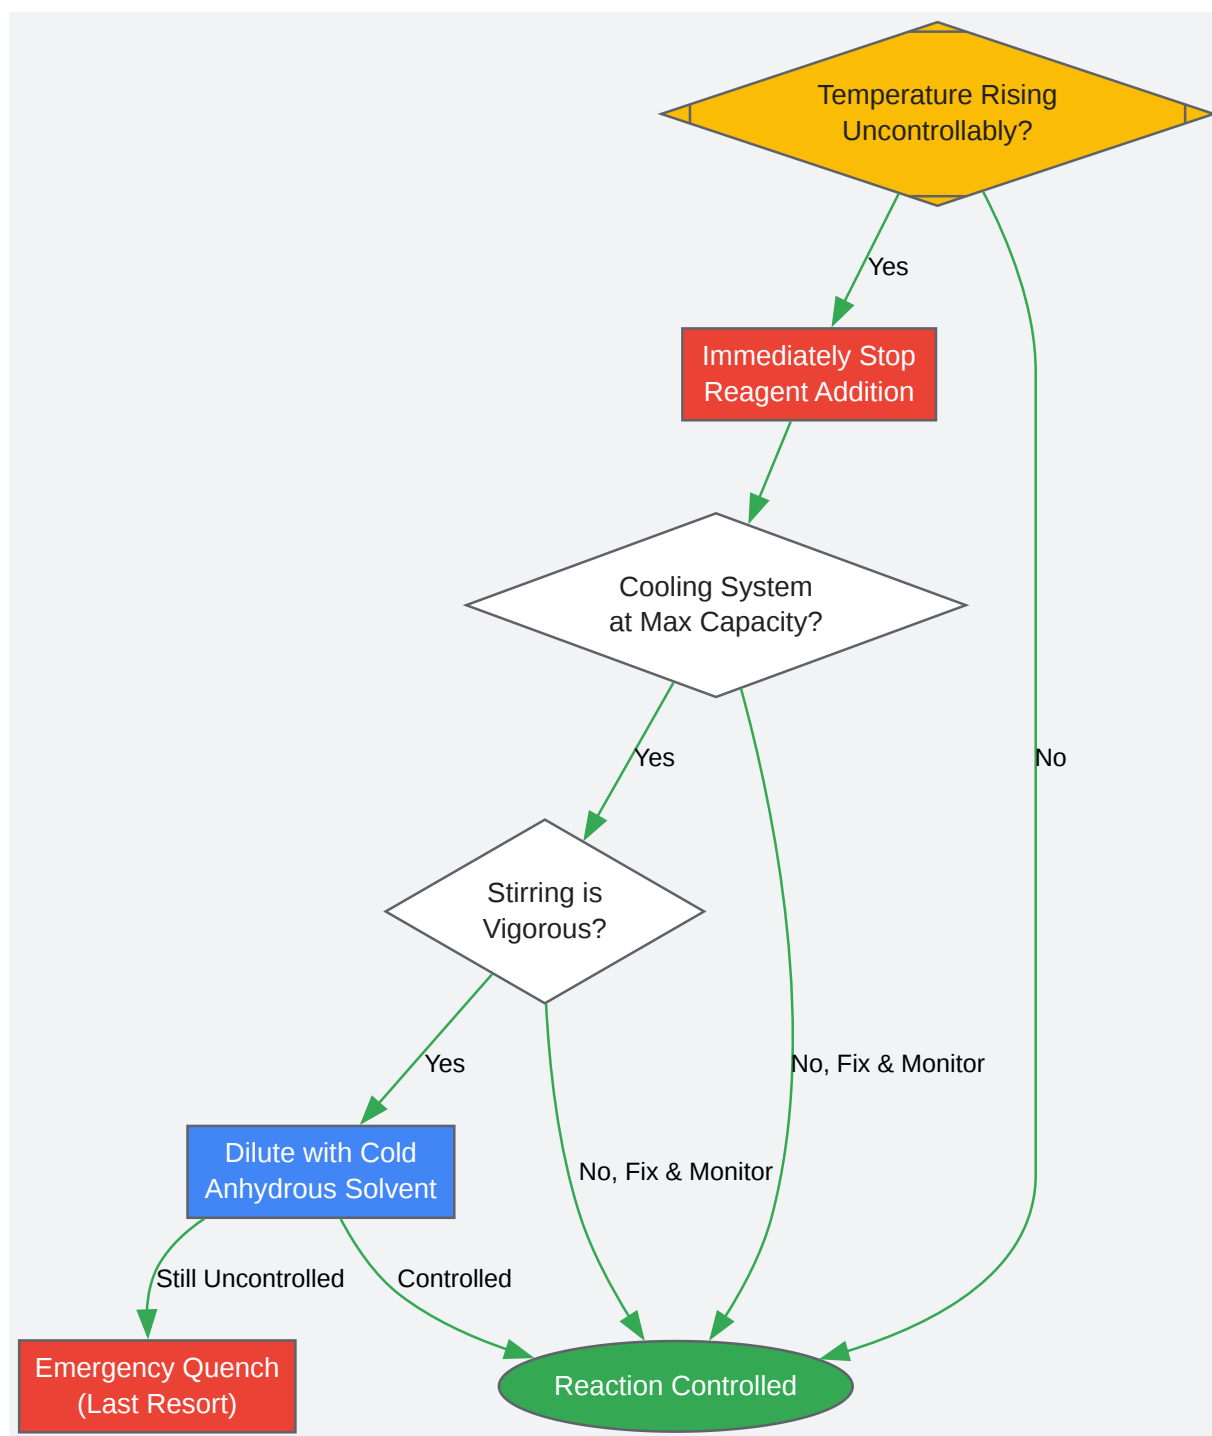 Temperature Rising
Uncontrollably?
Yes
Immediately Stop
Reagent Addition
Cooling System
at Max Capacity?
Yes
No
Stirring is
Vigorous?
Yes
No, Fix & Monitor
Dilute with Cold
Anhydrous Solvent
No, Fix & Monitor
Still Uncontrolled
Controlled
Emergency Quench
(Last Resort)
Reaction Controlled